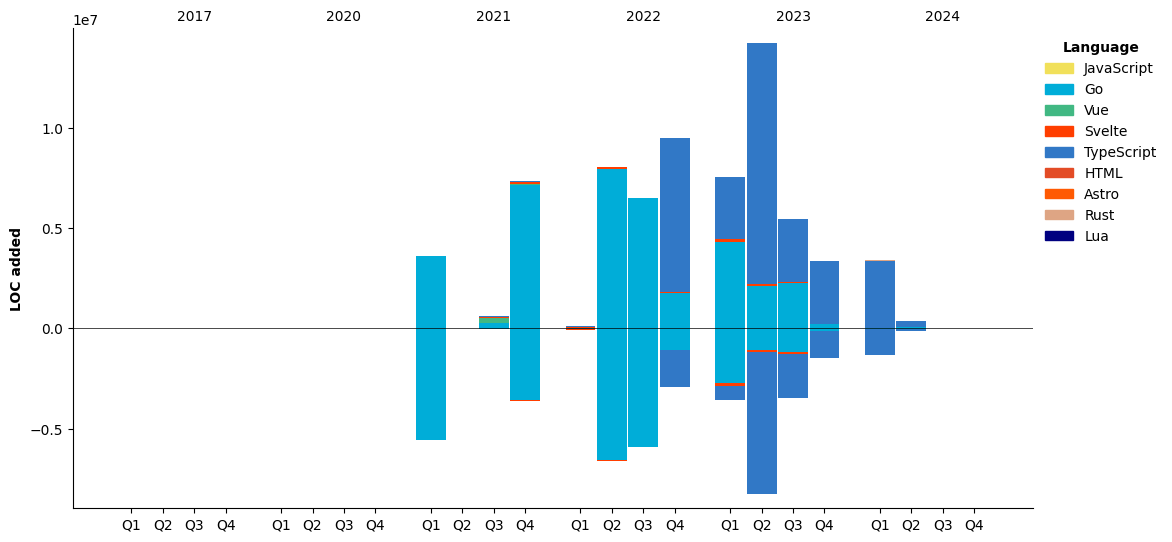 1e7
2017 2020 2021 2022 2023 2024
Language
JavaScript
Go
Vue
Svelte
TypeScript
HTML
Astro
Rust
Lua
LOC added
1.0
0.5
0.0
−0.5
Q1 Q2 Q3 Q4 Q1 Q2 Q3 Q4 Q1 Q2 Q3 Q4 Q1 Q2 Q3 Q4 Q1 Q2 Q3 Q4 Q1 Q2 Q3 Q4